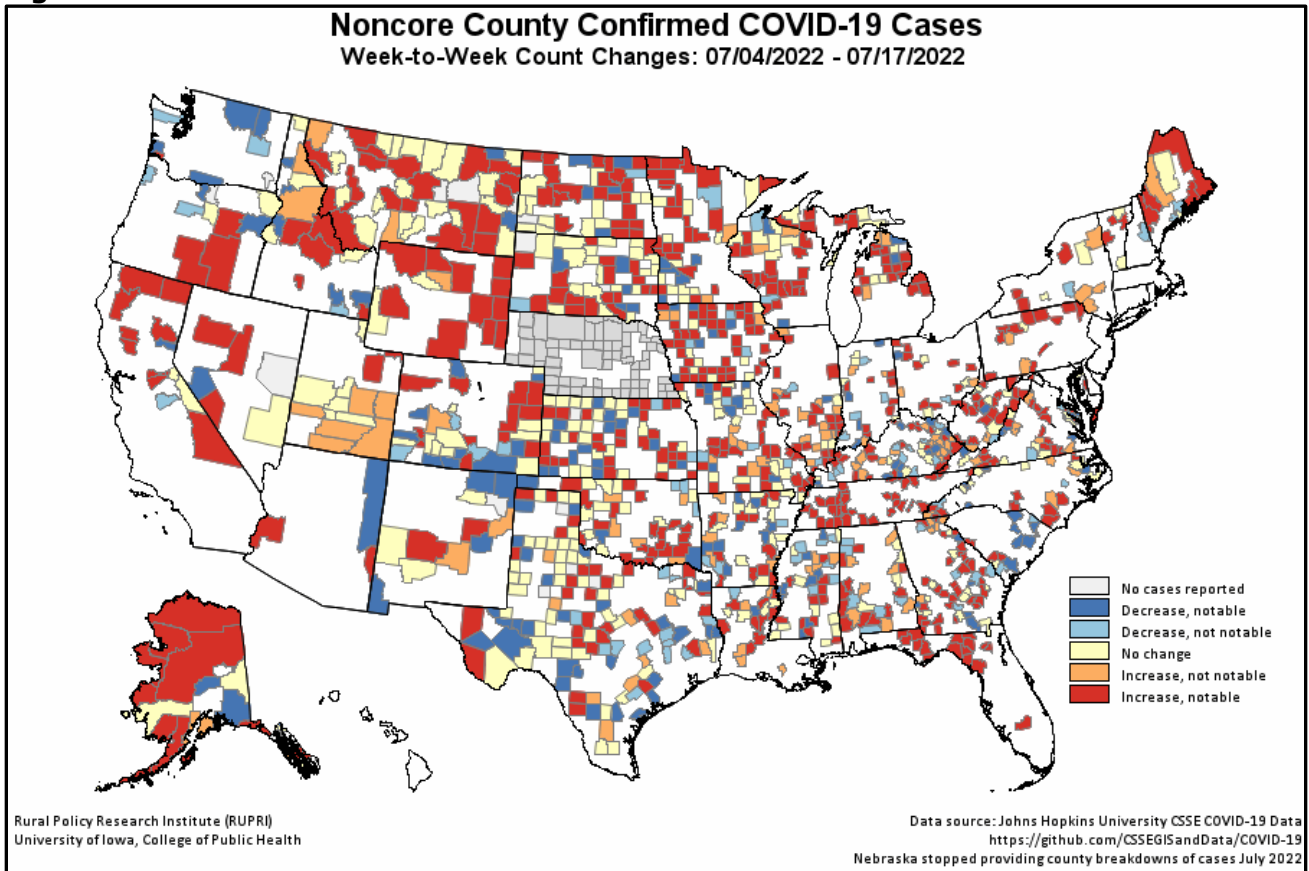 Noncore County Confirmed COVID-19 Cases
Week-to-Week Count Changes: 07/04/2022 - 07/17/2022
No cases reported
Decrease, notable
Decrease, not notable
No change
Increase, not notable
Increase, notable
Rural Policy Research Institute (RUPRI)
University of Iowa, College of Public Health
Data source: Johns Hopkins University CSSE COVID-19 Data
https://github.com/CSSEGISandData/COVID-19
Nebraska stopped providing county breakdowns of cases July 2022